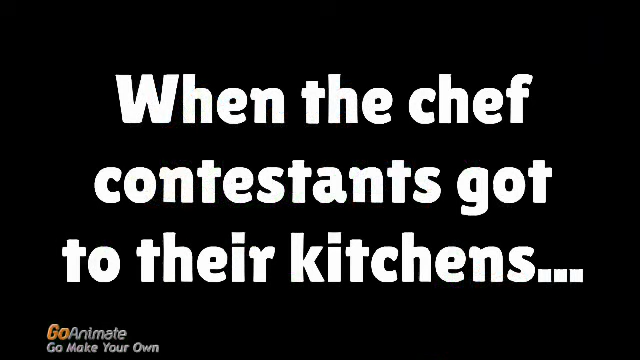 When the chef
contestants got
to their kitchens...
GoAnimate
Go Make Your Own